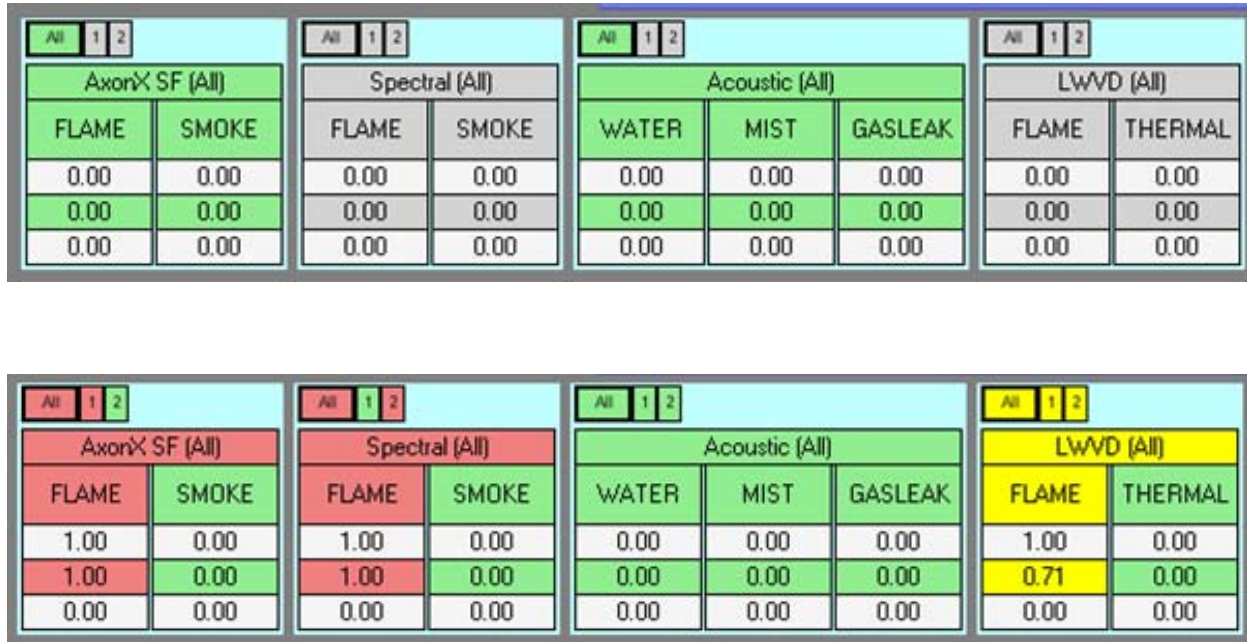 All 1 2 All 1 2 All 1 2 All 1 2
AxonX SF (All) Spectral (All) Acoustic (All) LWVD (All)
FLAME SMOKE FLAME SMOKE WATER MIST GASLEAK FLAME THERMAL
0.00 0.00 0.00 0.00 0.00 0.00 0.00 0.00 0.00
0.00 0.00 0.00 0.00 0.00 0.00 0.00 0.00 0.00
0.00 0.00 0.00 0.00 0.00 0.00 0.00 0.00 0.00
All 1 2 All 1 2 All 1 2 All 1 2
AxonX SF (All) Spectral (All) Acoustic (All) LWVD (All)
FLAME SMOKE FLAME SMOKE WATER MIST GASLEAK FLAME THERMAL
1.00 0.00 1.00 0.00 0.00 0.00 0.00 1.00 0.00
1.00 0.00 1.00 0.00 0.00 0.00 0.00 0.71 0.00
0.00 0.00 0.00 0.00 0.00 0.00 0.00 0.00 0.00